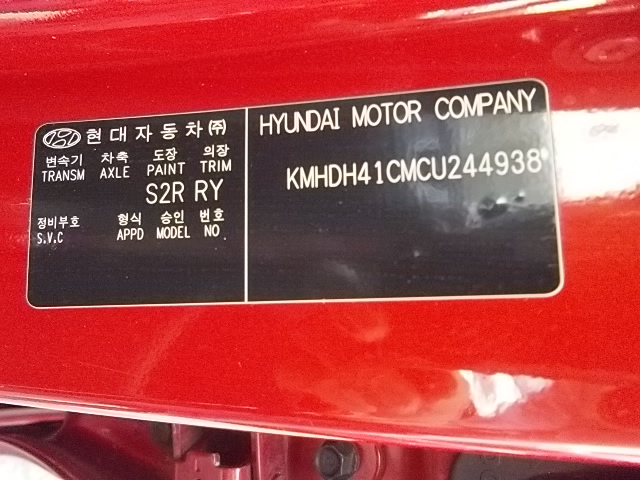 현대자동차㈜
변속기 차축 도장 의장
TRANSM AXLE PAINT TRIM
S2R RY
정비부호 형식 승인 번호
S.V.C APPD MODEL NO
HYUNDAI MOTOR COMPANY
KMHDH41CMCU244938*